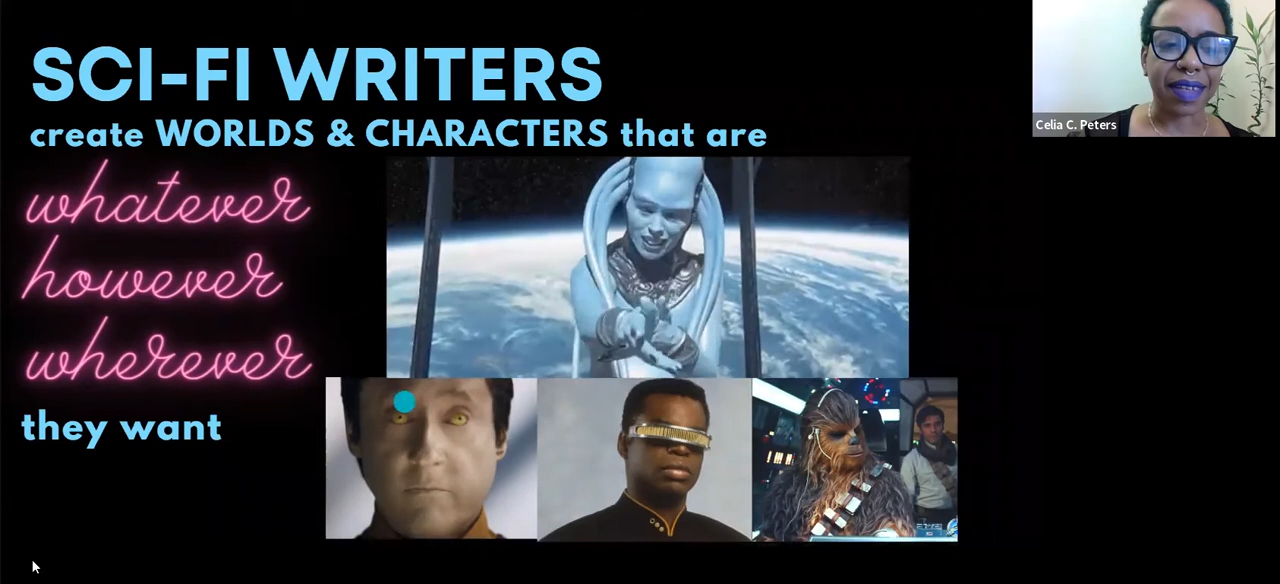 SCI-FI WRITERS
create WORLDS & CHARACTERS that are
whatever
however
wherever
they want
Celia C. Peters